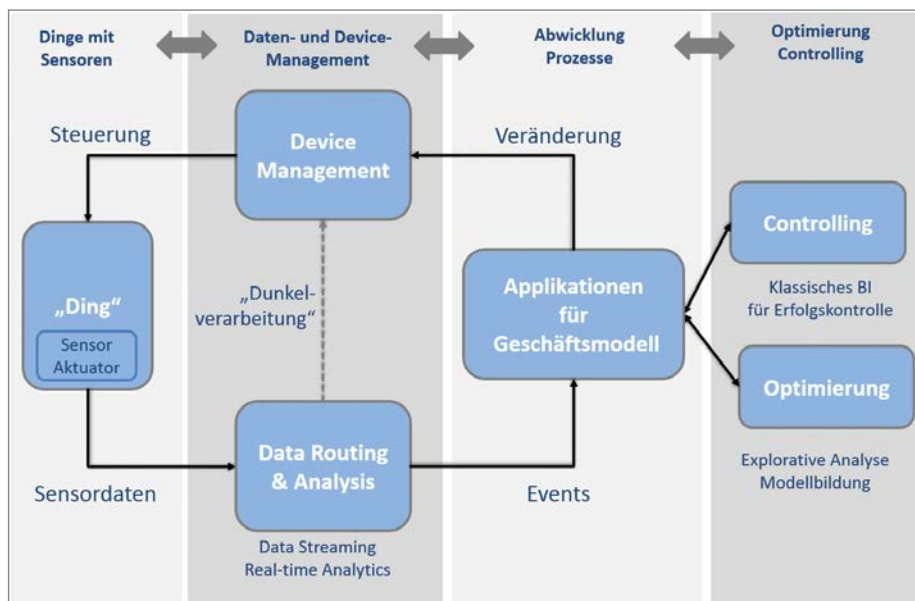 Dinge mit
Sensoren
Daten- und Device-
Management
Abwicklung
Prozesse
Optimierung
Controlling
Steuerung
Device
Management
Veränderung
„Ding“
Sensor
Aktuator
„Dunkel-
verarbeitung“
Applikationen
für
Geschäftsmodell
Controlling
Klassisches BI
für Erfolgskontrolle
Optimierung
Explorative Analyse
Modellbildung
Sensordaten
Data Routing
& Analysis
Events
Data Streaming
Real-time Analytics